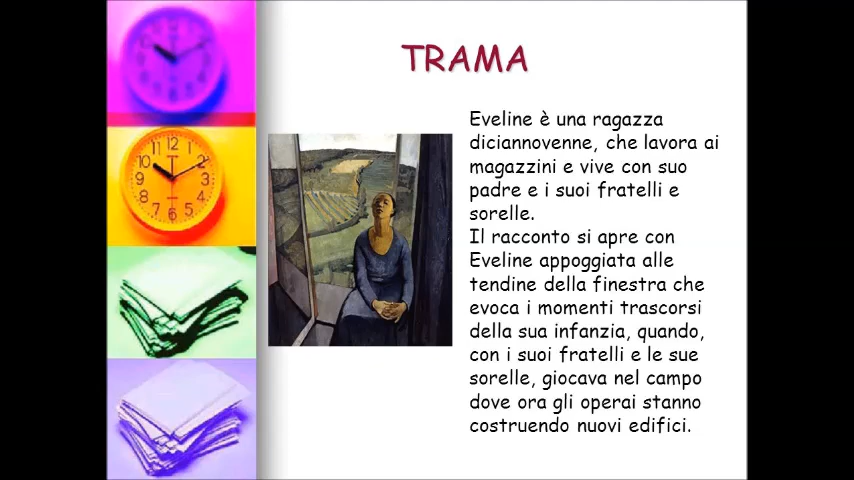 TRAMA
Eveline è una ragazza
diciannovenne, che lavora ai
magazzini e vive con suo
padre e i suoi fratelli e
sorelle.
Il racconto si apre con
Eveline appoggiata alle
tendine della finestra che
evoca i momenti trascorsi
della sua infanzia, quando,
con i suoi fratelli e le sue
sorelle, giocava nel campo
dove ora gli operai stanno
costruendo nuovi edifici.